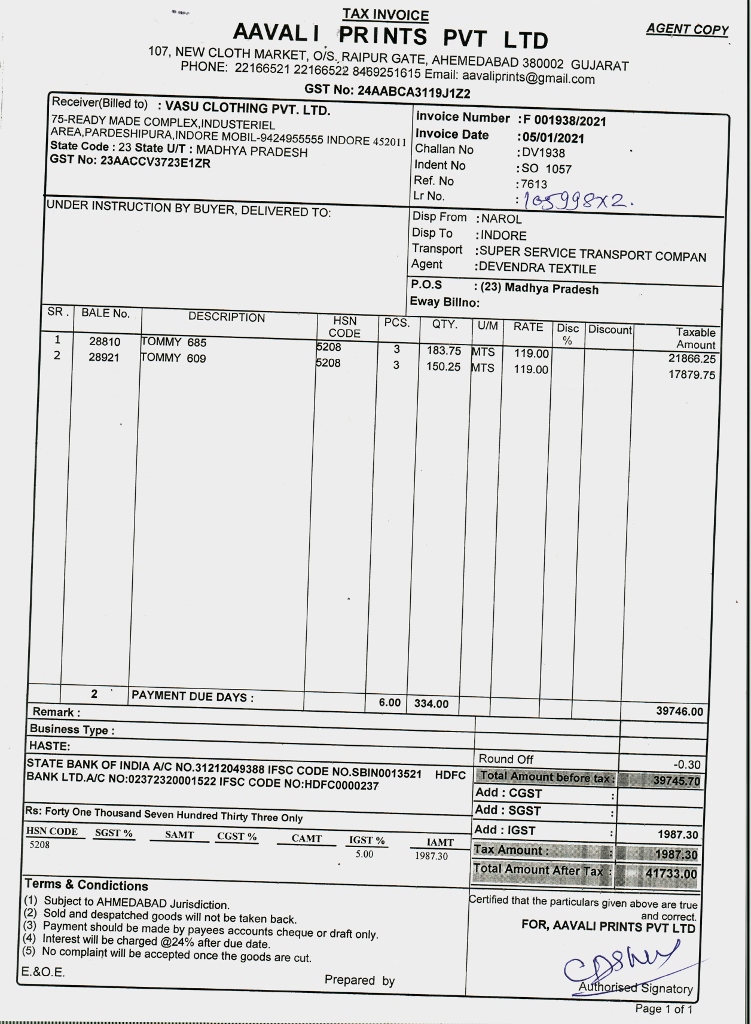 TAX INVOICE
AGENT COPY
AAVALI PRINTS PVT LTD
107, NEW CLOTH MARKET, O/S. RAIPUR GATE, AHEMEDABAD 380002 GUJARAT
PHONE: 22166521 22166522 8469251615 Email: aavaliprints@gmail.com
GST No: 24AABCA3119J1Z2
Receiver(Billed to) : VASU CLOTHING PVT. LTD.
75-READY MADE COMPLEX,INDUSTERIEL
AREA,PARDESHIPURA,INDORE MOBIL-9424955555 INDORE 452011
State Code : 23 State U/T : MADHYA PRADESH
GST No: 23AACCV3723E1ZR
Invoice Number : F 001938/2021
Invoice Date : 05/01/2021
Challan No : DV1938
Indent No : SO 1057
Ref. No : 7613
Lr No. : 105998x2.
UNDER INSTRUCTION BY BUYER, DELIVERED TO:
Disp From : NAROL
Disp To : INDORE
Transport : SUPER SERVICE TRANSPORT COMPAN
Agent : DEVENDRA TEXTILE
P.O.S : (23) Madhya Pradesh
Eway Billno:
SR. BALE No. DESCRIPTION HSN CODE PCS. QTY. U/M RATE Disc % Discount Taxable Amount
1 28810 TOMMY 685 5208 3 183.75 MTS 119.00 21866.25
2 28921 TOMMY 609 5208 3 150.25 MTS 119.00 17879.75
2 PAYMENT DUE DAYS : 6.00 334.00 39746.00
Remark :
Business Type :
HASTE:
STATE BANK OF INDIA A/C NO.31212049388 IFSC CODE NO.SBIN0013521 HDFC
BANK LTD.A/C NO:02372320001522 IFSC CODE NO:HDFC0000237
Round Off -0.30
Total Amount before tax : 39745.70
Add : CGST :
Add : SGST :
Add : IGST : 1987.30
Tax Amount : : 1987.30
Total Amount After Tax : 41733.00
Rs: Forty One Thousand Seven Hundred Thirty Three Only
HSN CODE SGST % SAMT CGST % CAMT IGST % IAMT
5208 5.00 1987.30
Terms & Conditions
(1) Subject to AHMEDABAD Jurisdiction.
(2) Sold and despatched goods will not be taken back.
(3) Payment should be made by payees accounts cheque or draft only.
(4) Interest will be charged @24% after due date.
(5) No complaint will be accepted once the goods are cut.
E.&O.E.
Prepared by
Certified that the particulars given above are true
and correct.
FOR, AAVALI PRINTS PVT LTD
Authorised Signatory
Page 1 of 1